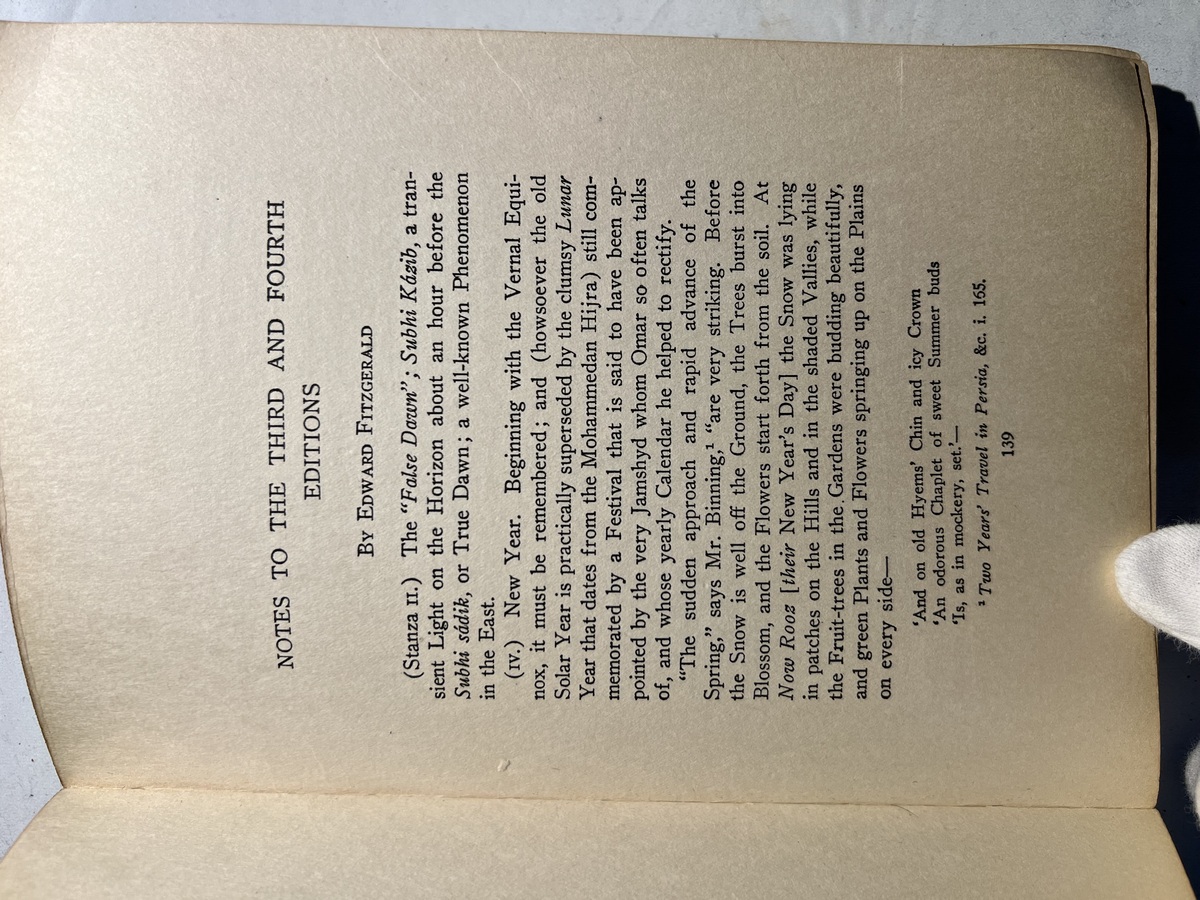 NOTES TO THE THIRD AND FOURTH
EDITIONS
By EDWARD FITZGERALD
(Stanza II.) The “False Dawn”; Subhi Kázib, a tran-
sient Light on the Horizon about an hour before the
Subhi sádik, or True Dawn; a well-known Phenomenon
in the East.
(IV.) New Year. Beginning with the Vernal Equi-
nox, it must be remembered; and (howsoever the old
Solar Year is practically superseded by the clumsy Lunar
Year that dates from the Mohammedan Hijra) still com-
memorated by a Festival that is said to have been ap-
pointed by the very Jamshyd whom Omar so often talks
of, and whose yearly Calendar he helped to rectify.
“The sudden approach and rapid advance of the
Spring,” says Mr. Binning,¹ “are very striking. Before
the Snow is well off the Ground, the Trees burst into
Blossom, and the Flowers start forth from the soil. At
Now Rooz [their New Year's Day] the Snow was lying
in patches on the Hills and in the shaded Vallies, while
the Fruit-trees in the Gardens were budding beautifully,
and green Plants and Flowers springing up on the Plains
on every side—
‘And on old Hyems’ Chin and icy Crown
‘An odorous Chaplet of sweet Summer buds
‘Is, as in mockery, set.’—
¹ Two Years’ Travel in Persia, &c. i. 165.
139